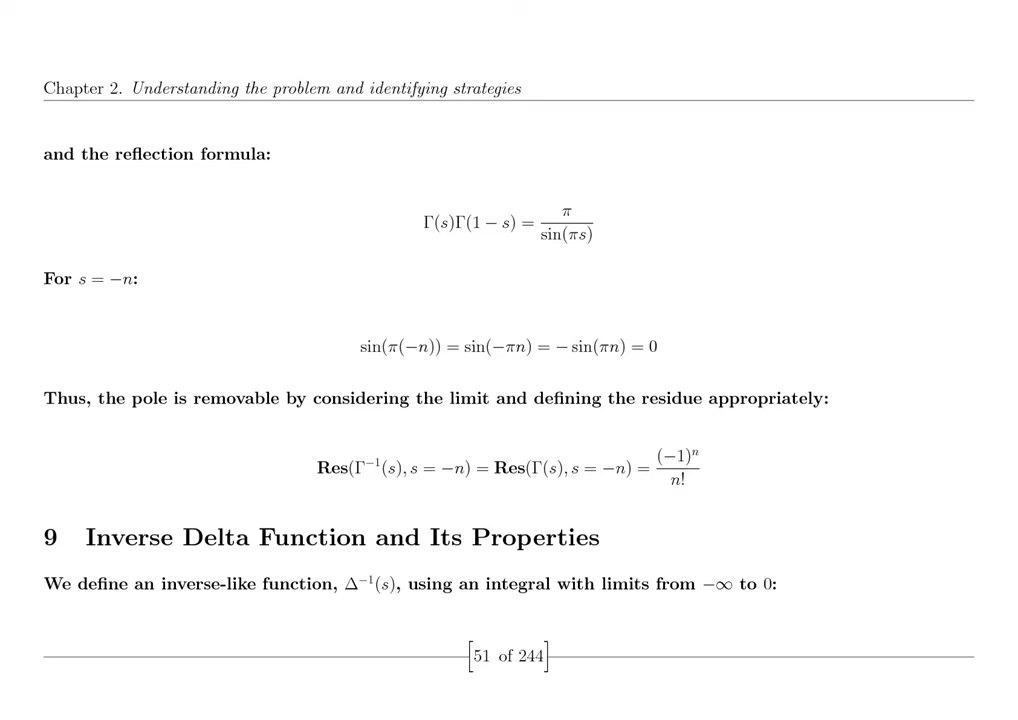 Chapter 2. Understanding the problem and identifying strategies
and the reflection formula:
Γ(s)Γ(1 − s) = π / sin(πs)
For s = −n:
sin(π(−n)) = sin(−πn) = − sin(πn) = 0
Thus, the pole is removable by considering the limit and defining the residue appropriately:
Res(Γ⁻¹(s), s = −n) = Res(Γ(s), s = −n) = (−1)ⁿ / n!
9 Inverse Delta Function and Its Properties
We define an inverse-like function, Δ⁻¹(s), using an integral with limits from −∞ to 0:
[51 of 244]